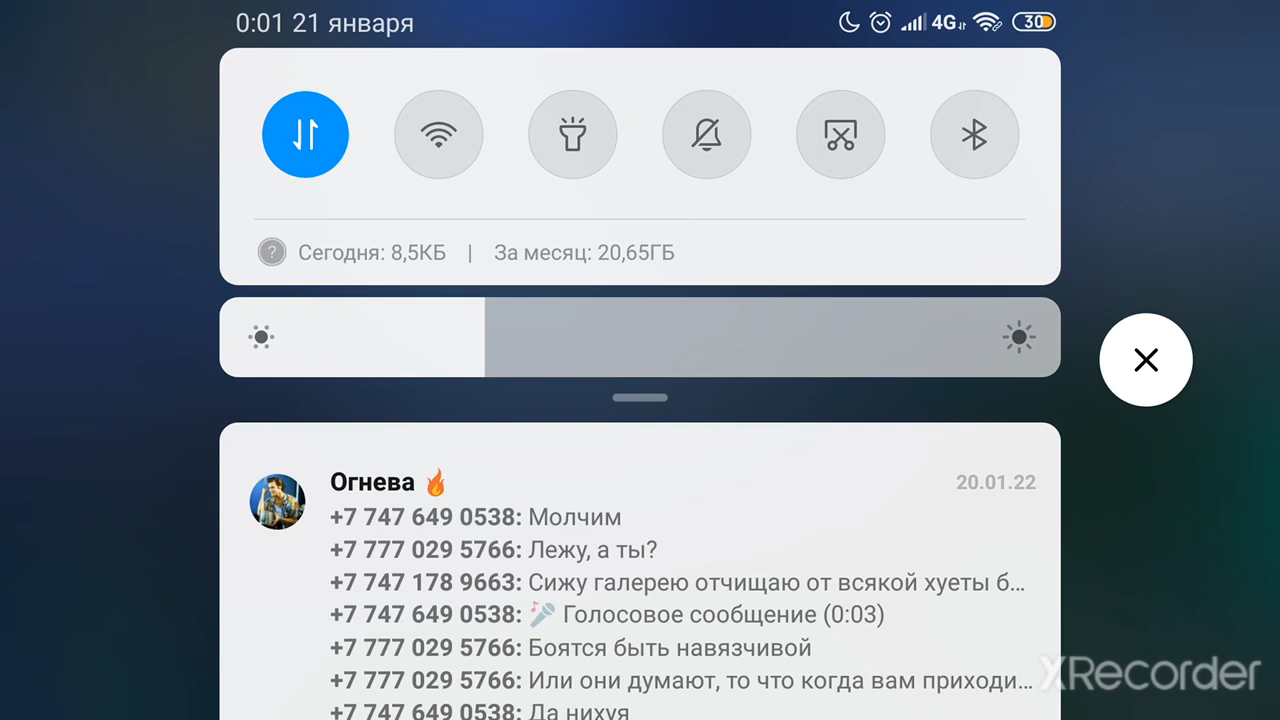 0:01 21 января
4G 30
Сегодня: 8,5КБ | За месяц: 20,65ГБ
Огнева 🔥 20.01.22
+7 747 649 0538: Молчим
+7 777 029 5766: Лежу, а ты?
+7 747 178 9663: Сижу галерею отчищаю от всякой хуеты б...
+7 747 649 0538: 🎤 Голосовое сообщение (0:03)
+7 777 029 5766: Боятся быть навязчивой
+7 777 029 5766: Или они думают, то что когда вам приходи...
+7 747 649 0538: Да нихуя
XRecorder